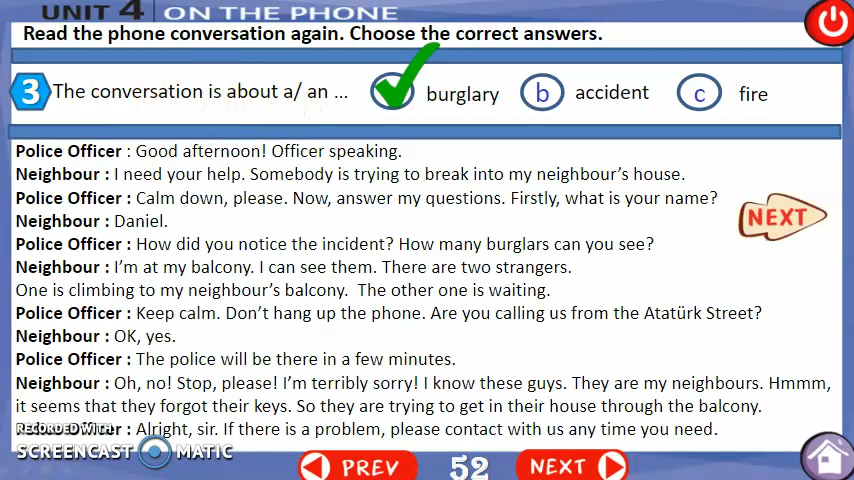 UNIT 4 ON THE PHONE
Read the phone conversation again. Choose the correct answers.
3 The conversation is about a/ an ... burglary b accident c fire
Police Officer : Good afternoon! Officer speaking.
Neighbour : I need your help. Somebody is trying to break into my neighbour's house.
Police Officer : Calm down, please. Now, answer my questions. Firstly, what is your name?
Neighbour : Daniel.
NEXT
Police Officer : How did you notice the incident? How many burglars can you see?
Neighbour : I'm at my balcony. I can see them. There are two strangers.
One is climbing to my neighbour's balcony. The other one is waiting.
Police Officer : Keep calm. Don't hang up the phone. Are you calling us from the Atatürk Street?
Neighbour : OK, yes.
Police Officer : The police will be there in a few minutes.
Neighbour : Oh, no! Stop, please! I'm terribly sorry! I know these guys. They are my neighbours. Hmmm,
it seems that they forgot their keys. So they are trying to get in their house through the balcony.
: Alright, sir. If there is a problem, please contact with us any time you need.
RECORDED WITH
SCREENCAST MATIC
PREV 52 NEXT